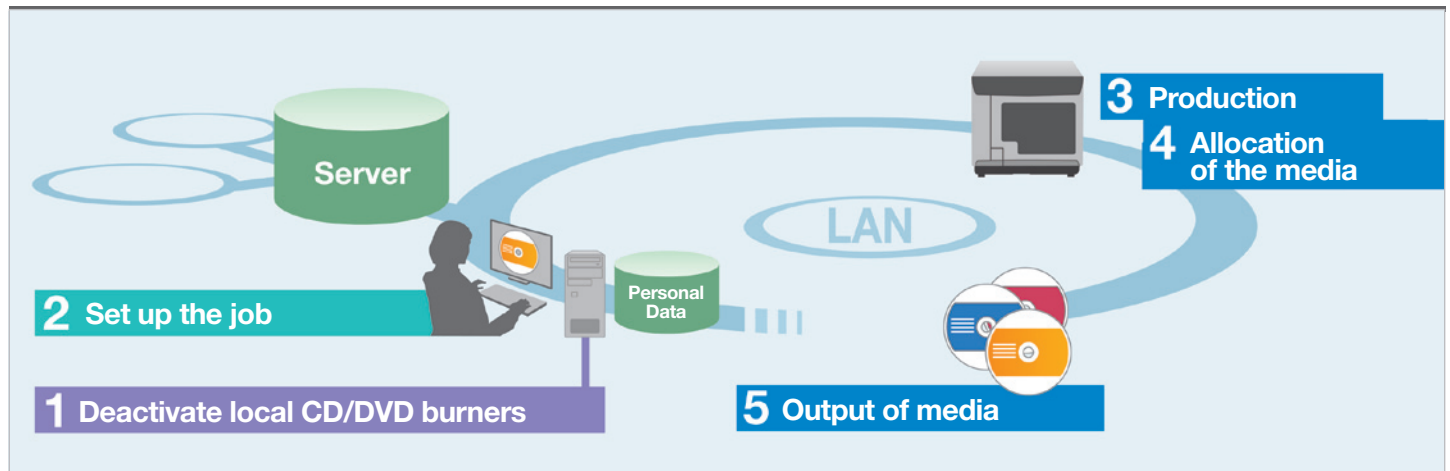 Server
LAN
Personal
Data
1 Deactivate local CD/DVD burners
2 Set up the job
3 Production
4 Allocation
of the media
5 Output of media